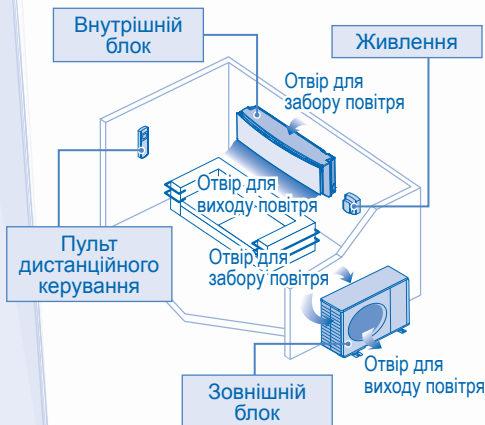 Внутрішній
блок
Живлення
Отвір для
забору повітря
Отвір для
виходу повітря
Пульт
дистанційного
керування
Отвір для
забору повітря
Отвір для
виходу повітря
Зовнішній
блок